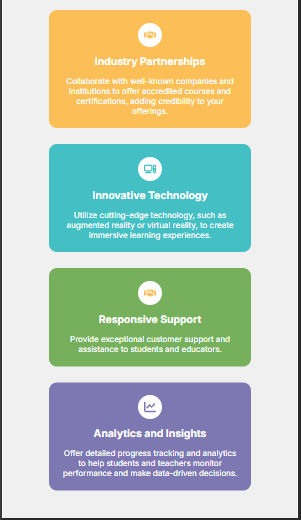 Industry Partnerships
Collaborate with well-known companies and
institutions to offer accredited courses and
certifications, adding credibility to your
offerings.
Innovative Technology
Utilize cutting-edge technology, such as
augmented reality or virtual reality, to create
immersive learning experiences.
Responsive Support
Provide exceptional customer support and
assistance to students and educators.
Analytics and Insights
Offer detailed progress tracking and analytics
to help students and teachers monitor
performance and make data-driven decisions.